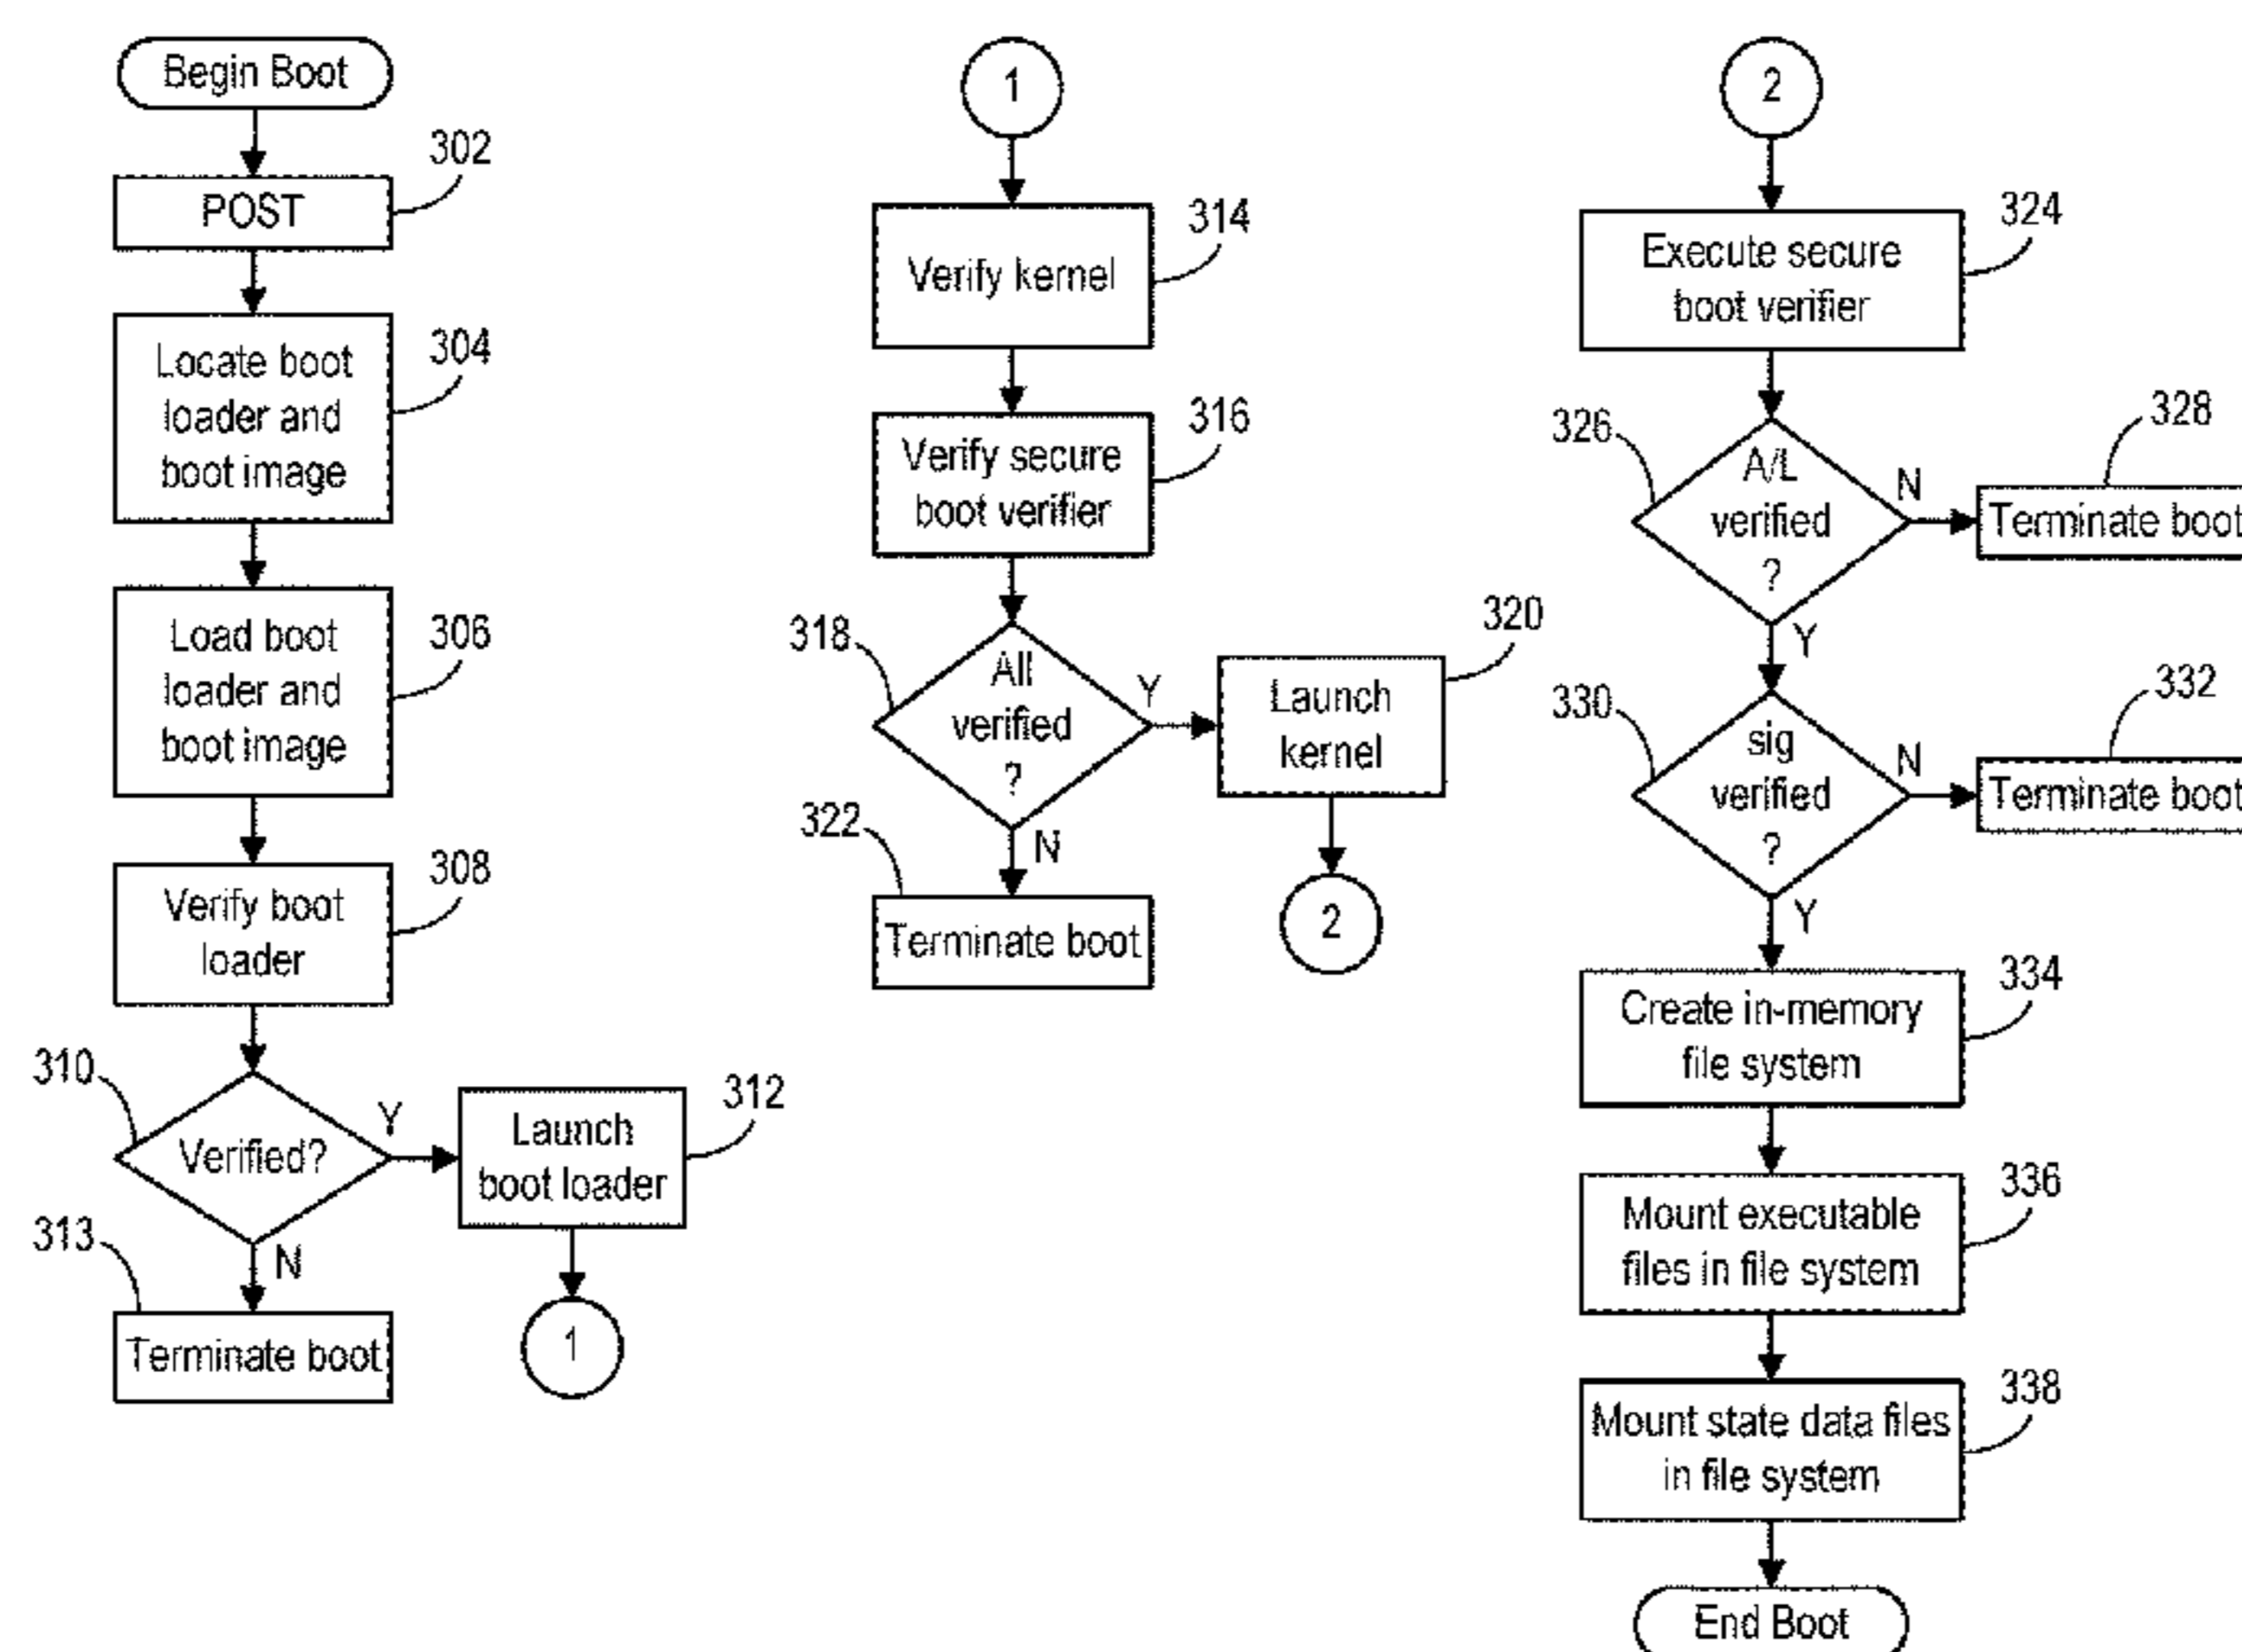 Begin Boot
302
POST
304
Locate boot
loader and
boot image
306
Load boot
loader and
boot image
308
Verify boot
loader
310
Verified?
Y
312
Launch
boot loader
1
N
313
Terminate boot
1
314
Verify kernel
316
Verify secure
boot verifier
318
All
verified
?
Y
320
Launch
kernel
2
N
322
Terminate boot
2
324
Execute secure
boot verifier
326
A/L
verified
?
N
328
Terminate boot
Y
330
sig
verified
?
N
332
Terminate boot
Y
334
Create in-memory
file system
336
Mount executable
files in file system
338
Mount state data files
in file system
End Boot